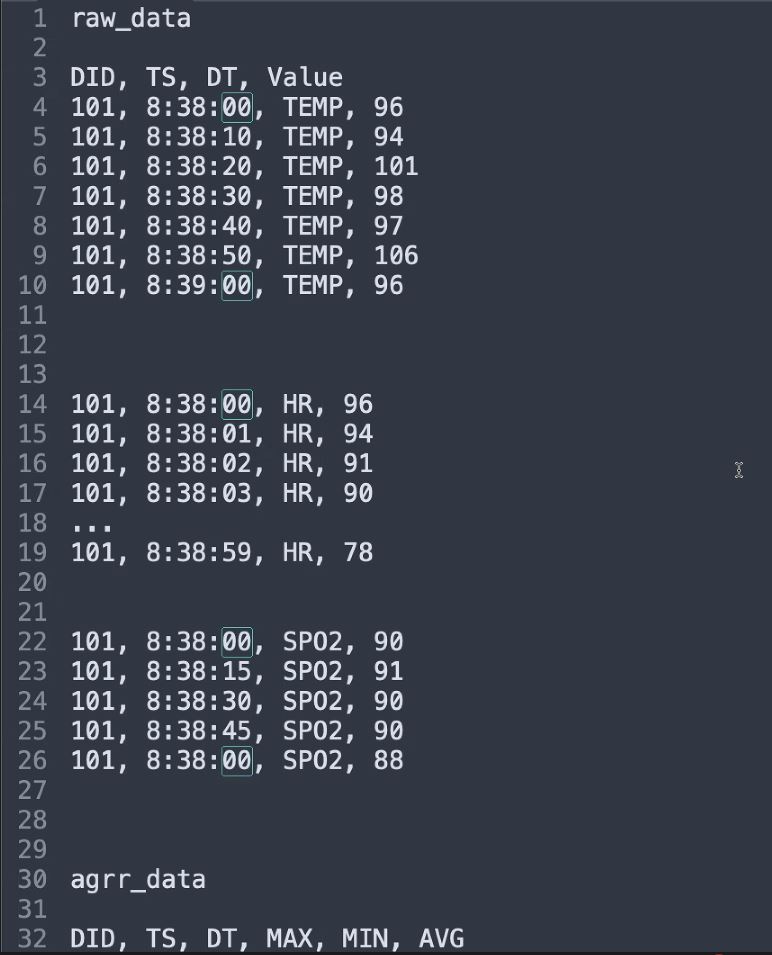 1 raw_data
2
3 DID, TS, DT, Value
4 101, 8:38:00, TEMP, 96
5 101, 8:38:10, TEMP, 94
6 101, 8:38:20, TEMP, 101
7 101, 8:38:30, TEMP, 98
8 101, 8:38:40, TEMP, 97
9 101, 8:38:50, TEMP, 106
10 101, 8:39:00, TEMP, 96
11
12
13
14 101, 8:38:00, HR, 96
15 101, 8:38:01, HR, 94
16 101, 8:38:02, HR, 91
17 101, 8:38:03, HR, 90
18 ...
19 101, 8:38:59, HR, 78
20
21
22 101, 8:38:00, SPO2, 90
23 101, 8:38:15, SPO2, 91
24 101, 8:38:30, SPO2, 90
25 101, 8:38:45, SPO2, 90
26 101, 8:38:00, SPO2, 88
27
28
29
30 agrr_data
31
32 DID, TS, DT, MAX, MIN, AVG